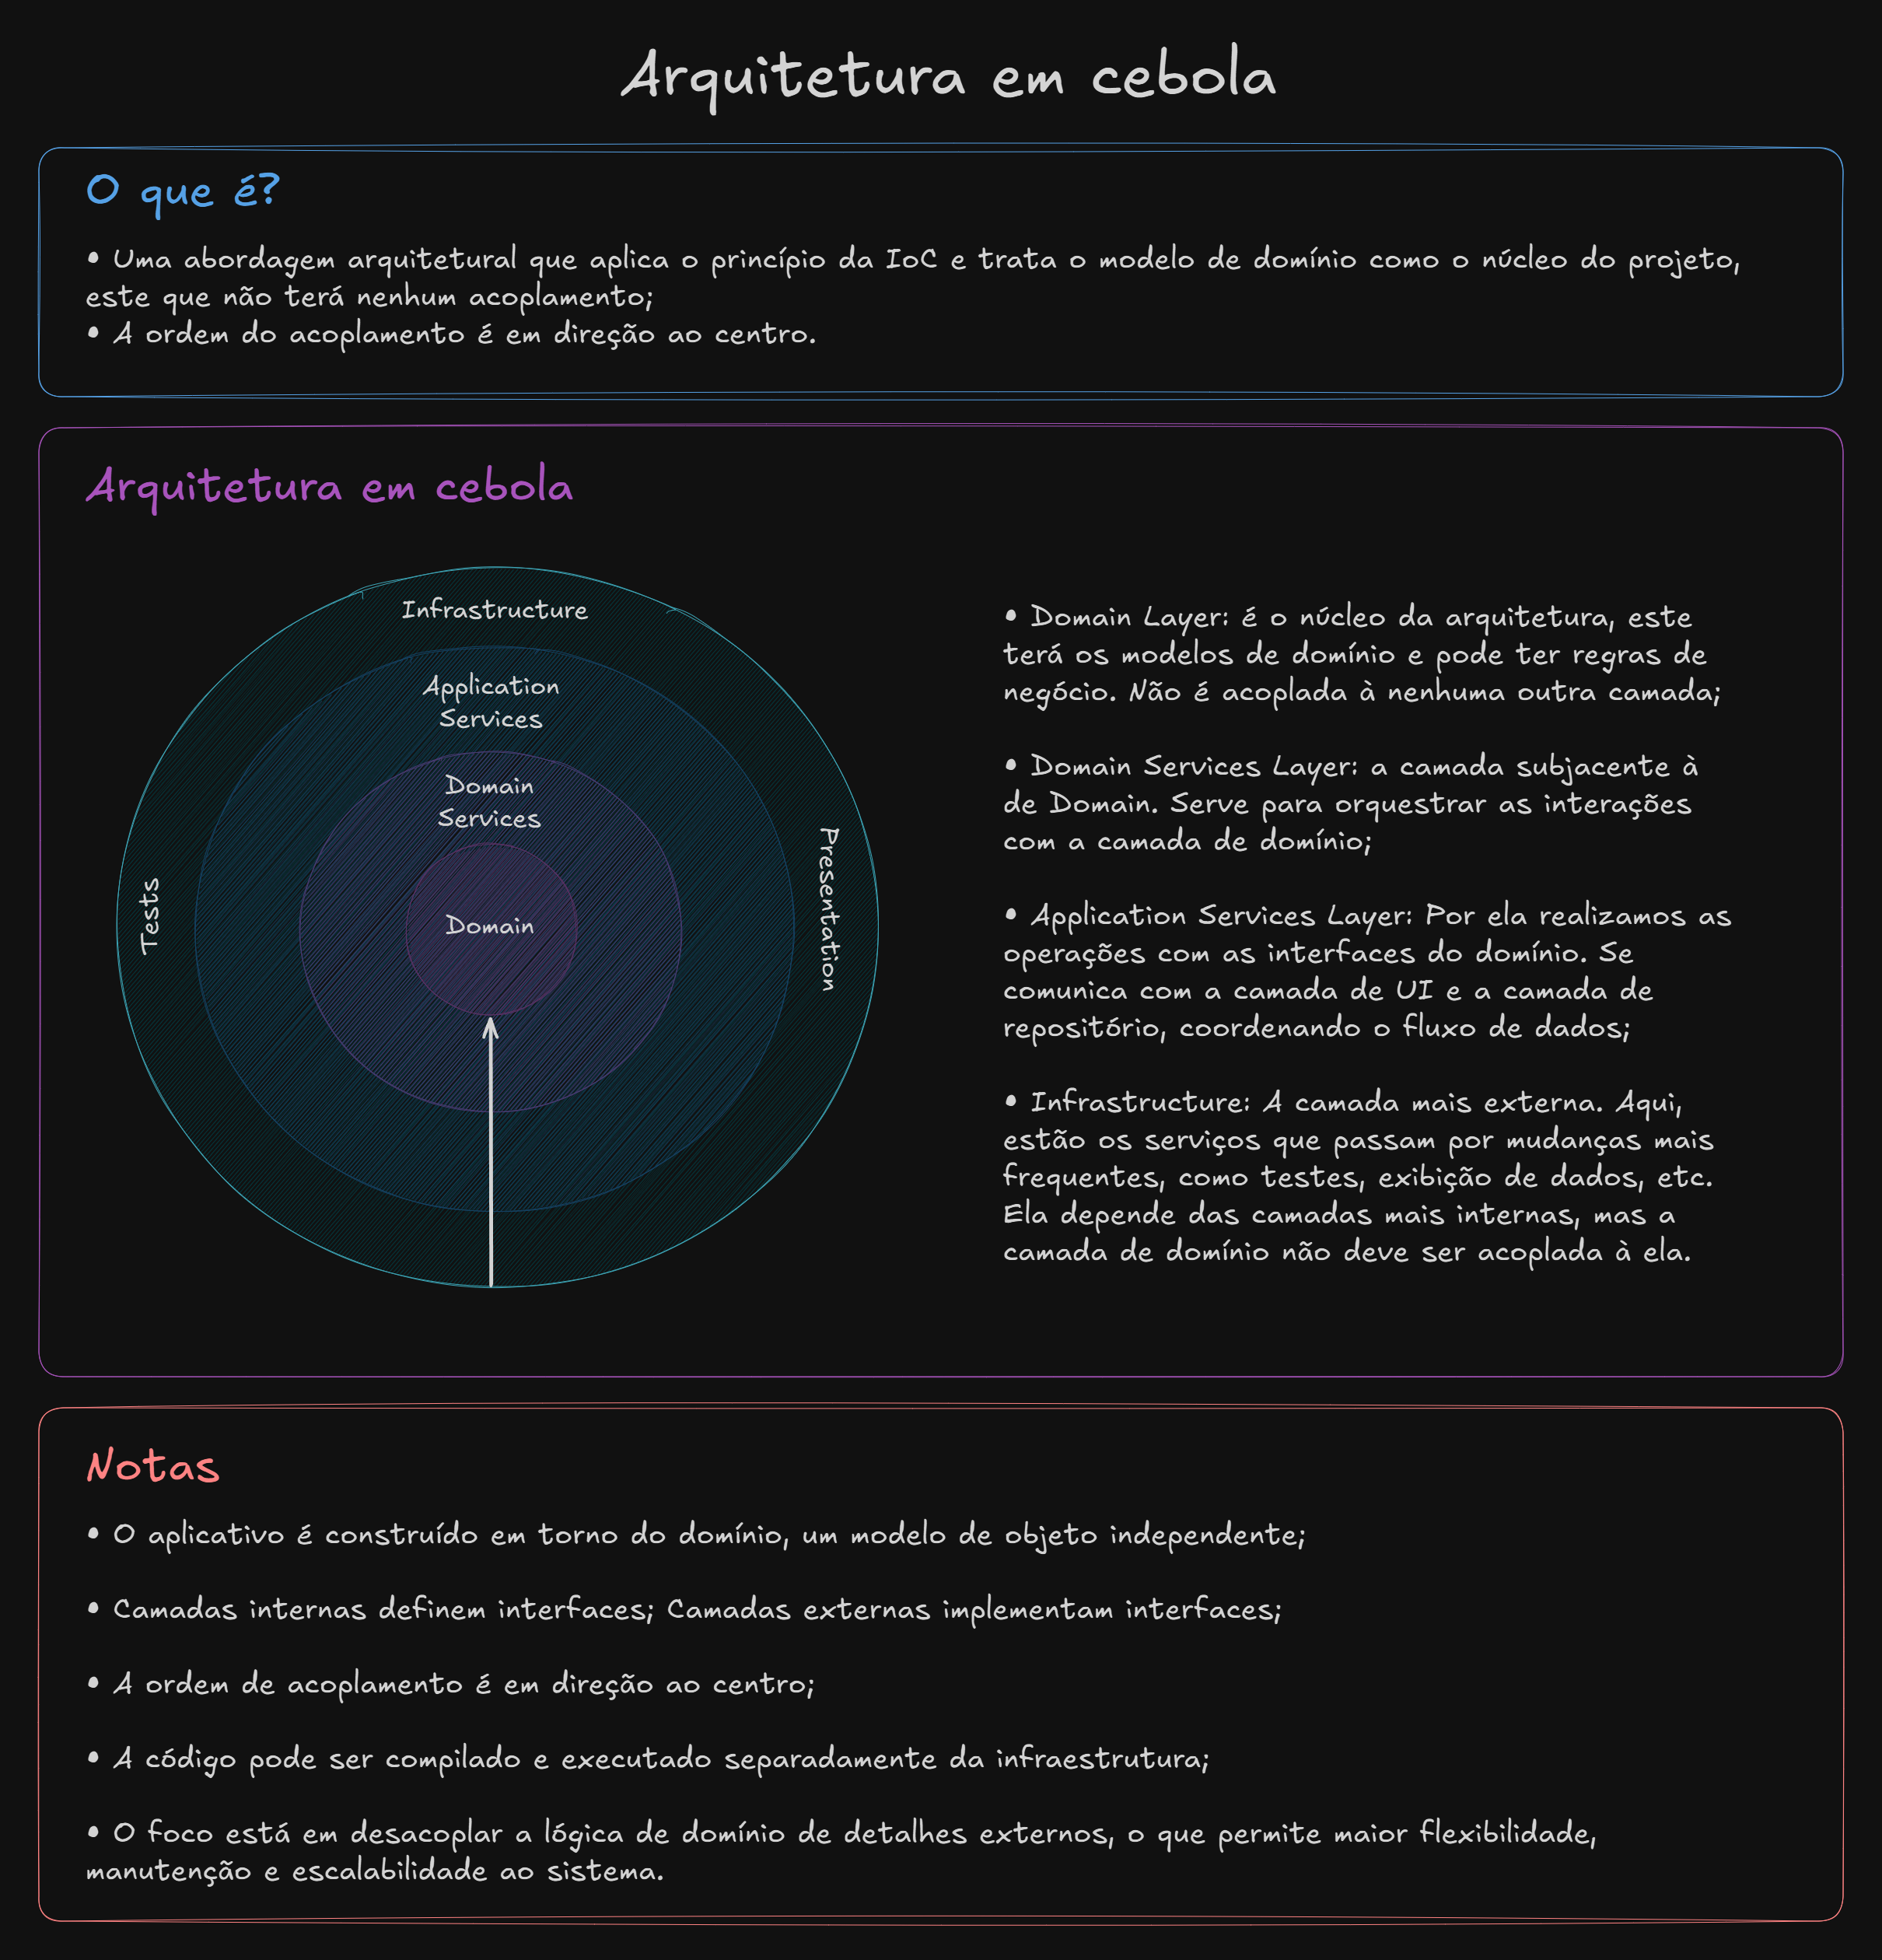 Arquitetura em cebola
O que é?
• Uma abordagem arquitetural que aplica o princípio da IoC e trata o modelo de domínio como o núcleo do projeto,
este que não terá nenhum acoplamento;
• A ordem do acoplamento é em direção ao centro.
Arquitetura em cebola
Infrastructure
Application
Services
Domain
Services
Domain
Tests
Presentation
• Domain Layer: é o núcleo da arquitetura, este
terá os modelos de domínio e pode ter regras de
negócio. Não é acoplada à nenhuma outra camada;
• Domain Services Layer: a camada subjacente à
de Domain. Serve para orquestrar as interações
com a camada de domínio;
• Application Services Layer: Por ela realizamos as
operações com as interfaces do domínio. Se
comunica com a camada de UI e a camada de
repositório, coordenando o fluxo de dados;
• Infrastructure: A camada mais externa. Aqui,
estão os serviços que passam por mudanças mais
frequentes, como testes, exibição de dados, etc.
Ela depende das camadas mais internas, mas a
camada de domínio não deve ser acoplada à ela.
Notas
• O aplicativo é construído em torno do domínio, um modelo de objeto independente;
• Camadas internas definem interfaces; Camadas externas implementam interfaces;
• A ordem de acoplamento é em direção ao centro;
• A código pode ser compilado e executado separadamente da infraestrutura;
• O foco está em desacoplar a lógica de domínio de detalhes externos, o que permite maior flexibilidade,
manutenção e escalabilidade ao sistema.